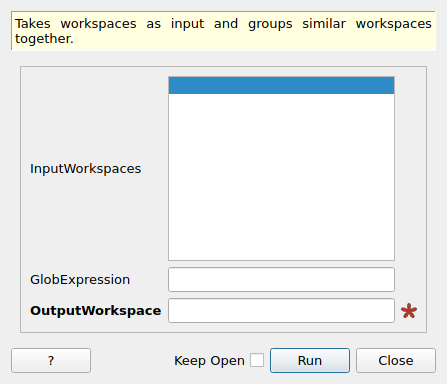 Takes workspaces as input and groups similar workspaces
together.
InputWorkspaces
GlobExpression
OutputWorkspace *
? Keep Open Run Close